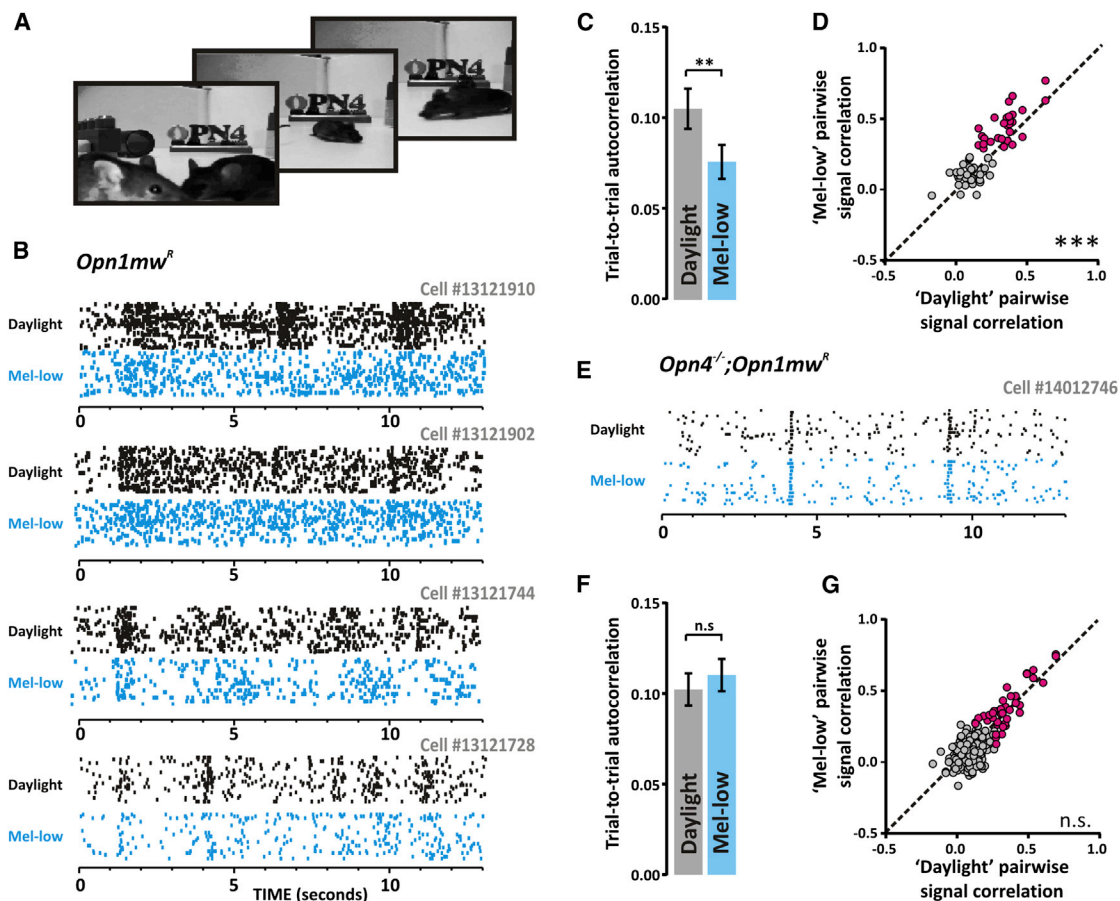 A
ΦPN4
ΦPN4
ΦPN4
B
Opn1mwᴿ
Cell #13121910
Daylight
Mel-low
0 5 10
Cell #13121902
Daylight
Mel-low
0 5 10
Cell #13121744
Daylight
Mel-low
0 5 10
Cell #13121728
Daylight
Mel-low
0 5 10
TIME (seconds)
C
Trial-to-trial autocorrelation
0.15
0.10
0.05
0.00
**
Daylight
Mel-low
D
'Mel-low' pairwise
signal correlation
1.0
0.5
0.0
-0.5
***
-0.5 0.0 0.5 1.0
'Daylight' pairwise
signal correlation
E
Opn4⁻/⁻;Opn1mwᴿ
Cell #14012746
Daylight
Mel-low
0 5 10
F
Trial-to-trial autocorrelation
0.15
0.10
0.05
0.00
n.s
Daylight
Mel-low
G
'Mel-low' pairwise
signal correlation
1.0
0.5
0.0
-0.5
n.s.
-0.5 0.0 0.5 1.0
'Daylight' pairwise
signal correlation